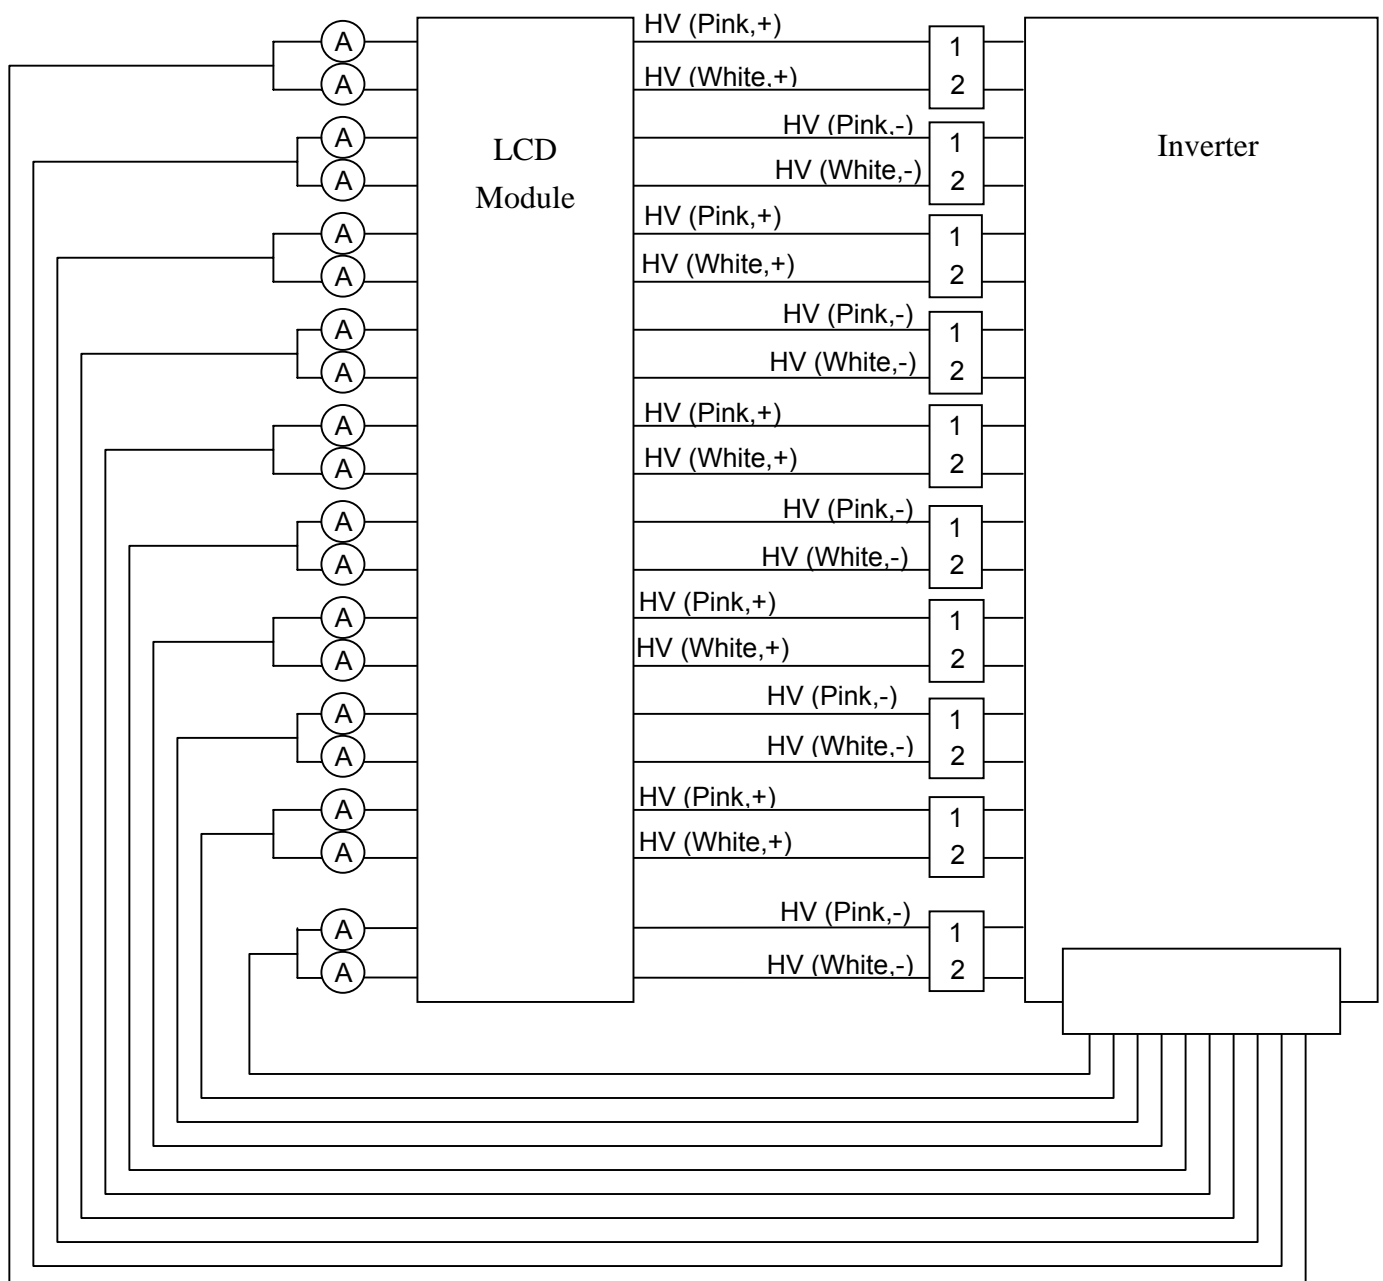 A HV (Pink,+) 1
A HV (White,+) 2
A HV (Pink,-) 1
A HV (White,-) 2
LCD
Module
Inverter
A HV (Pink,+) 1
A HV (White,+) 2
A HV (Pink,-) 1
A HV (White,-) 2
A HV (Pink,+) 1
A HV (White,+) 2
A HV (Pink,-) 1
A HV (White,-) 2
A HV (Pink,+) 1
A HV (White,+) 2
A HV (Pink,-) 1
A HV (White,-) 2
A HV (Pink,+) 1
A HV (White,+) 2
A HV (Pink,-) 1
A HV (White,-) 2